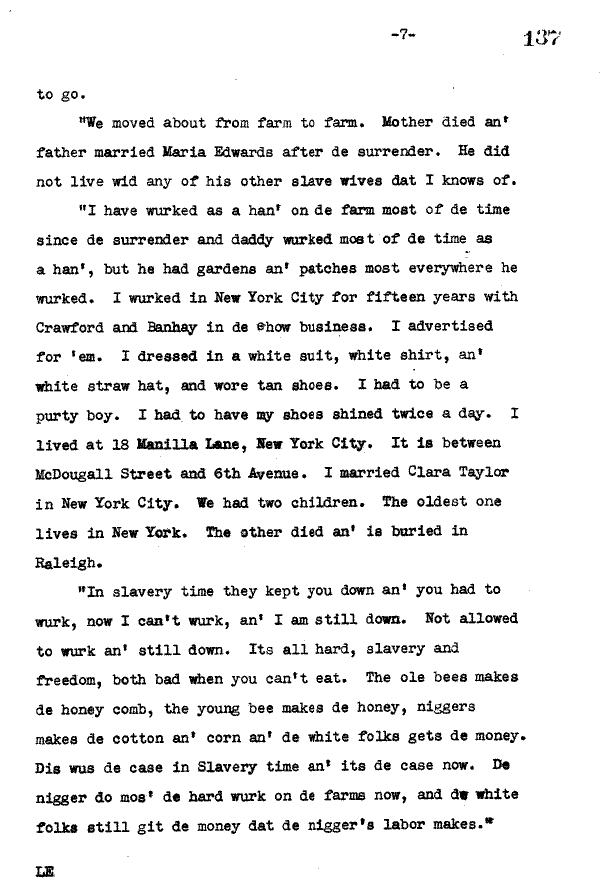 -7- 137
to go.
"We moved about from farm to farm. Mother died an'
father married Maria Edwards after de surrender. He did
not live wid any of his other slave wives dat I knows of.
"I have wurked as a han' on de farm most of de time
since de surrender and daddy wurked most of de time as
a han', but he had gardens an' patches most everywhere he
wurked. I wurked in New York City for fifteen years with
Crawford and Banhay in de show business. I advertised
for 'em. I dressed in a white suit, white shirt, an'
white straw hat, and wore tan shoes. I had to be a
purty boy. I had to have my shoes shined twice a day. I
lived at 18 Manilla Lane, New York City. It is between
McDougall Street and 6th Avenue. I married Clara Taylor
in New York City. We had two children. The oldest one
lives in New York. The other died an' is buried in
Raleigh.
"In slavery time they kept you down an' you had to
wurk, now I can't wurk, an' I am still down. Not allowed
to wurk an' still down. Its all hard, slavery and
freedom, both bad when you can't eat. The ole bees makes
de honey comb, the young bee makes de honey, niggers
makes de cotton an' corn an' de white folks gets de money.
Dis wus de case in Slavery time an' its de case now. De
nigger do mos' de hard wurk on de farms now, and de white
folks still git de money dat de nigger's labor makes."
LE